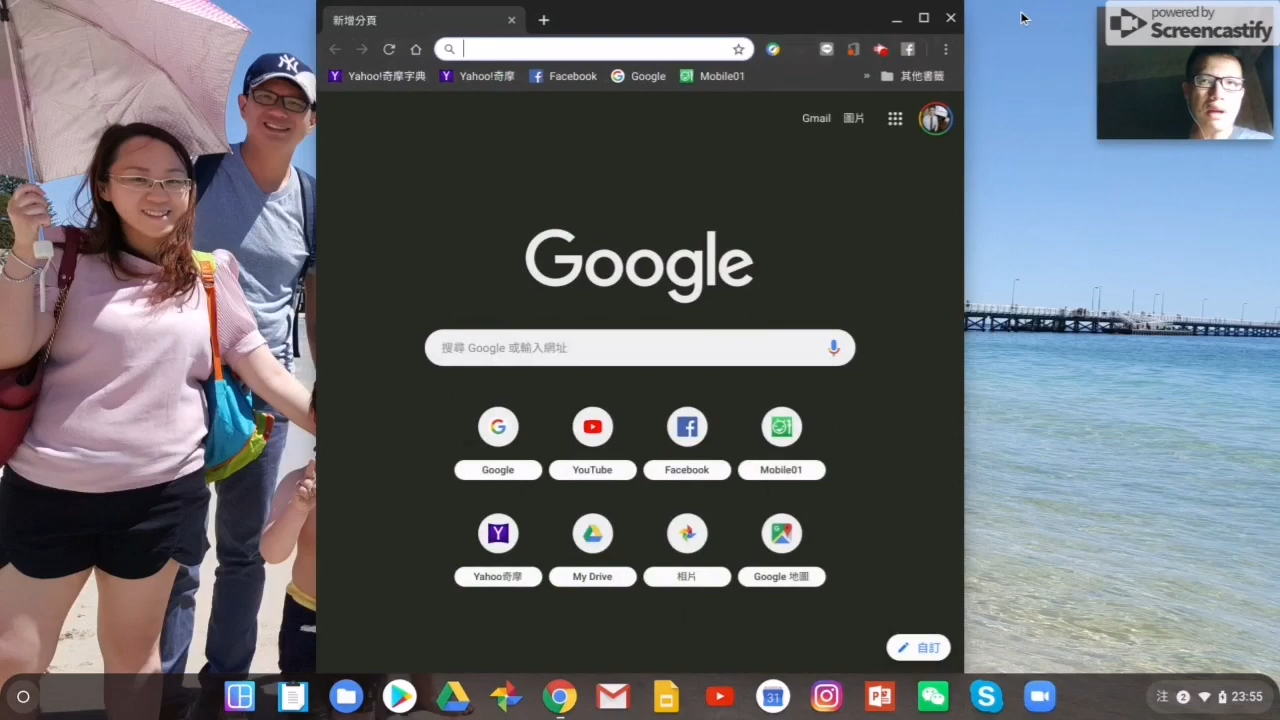 新增分頁
powered by
Screencastify
Yahoo!奇摩字典 Yahoo!奇摩 Facebook Google Mobile01 » 其他書籤
Gmail 圖片
Google
搜尋 Google 或輸入網址
Google YouTube Facebook Mobile01
Yahoo奇摩 My Drive 相片 Google 地圖
自訂
注 2 23:55